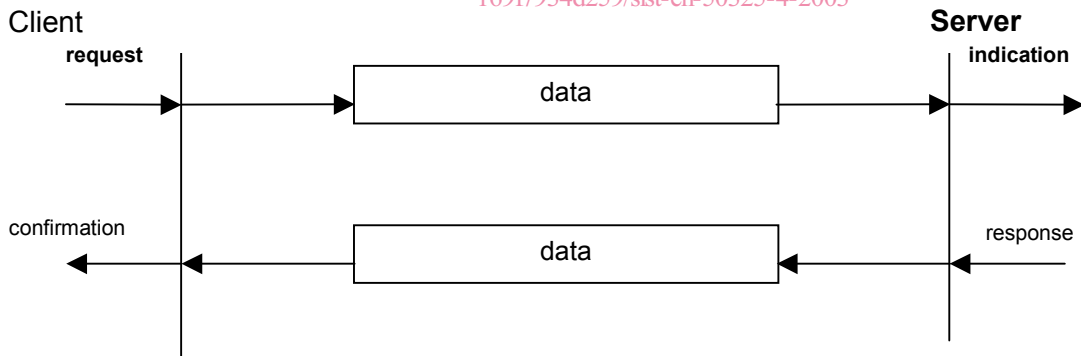 Client
Server
request
indication
data
confirmation
response
data